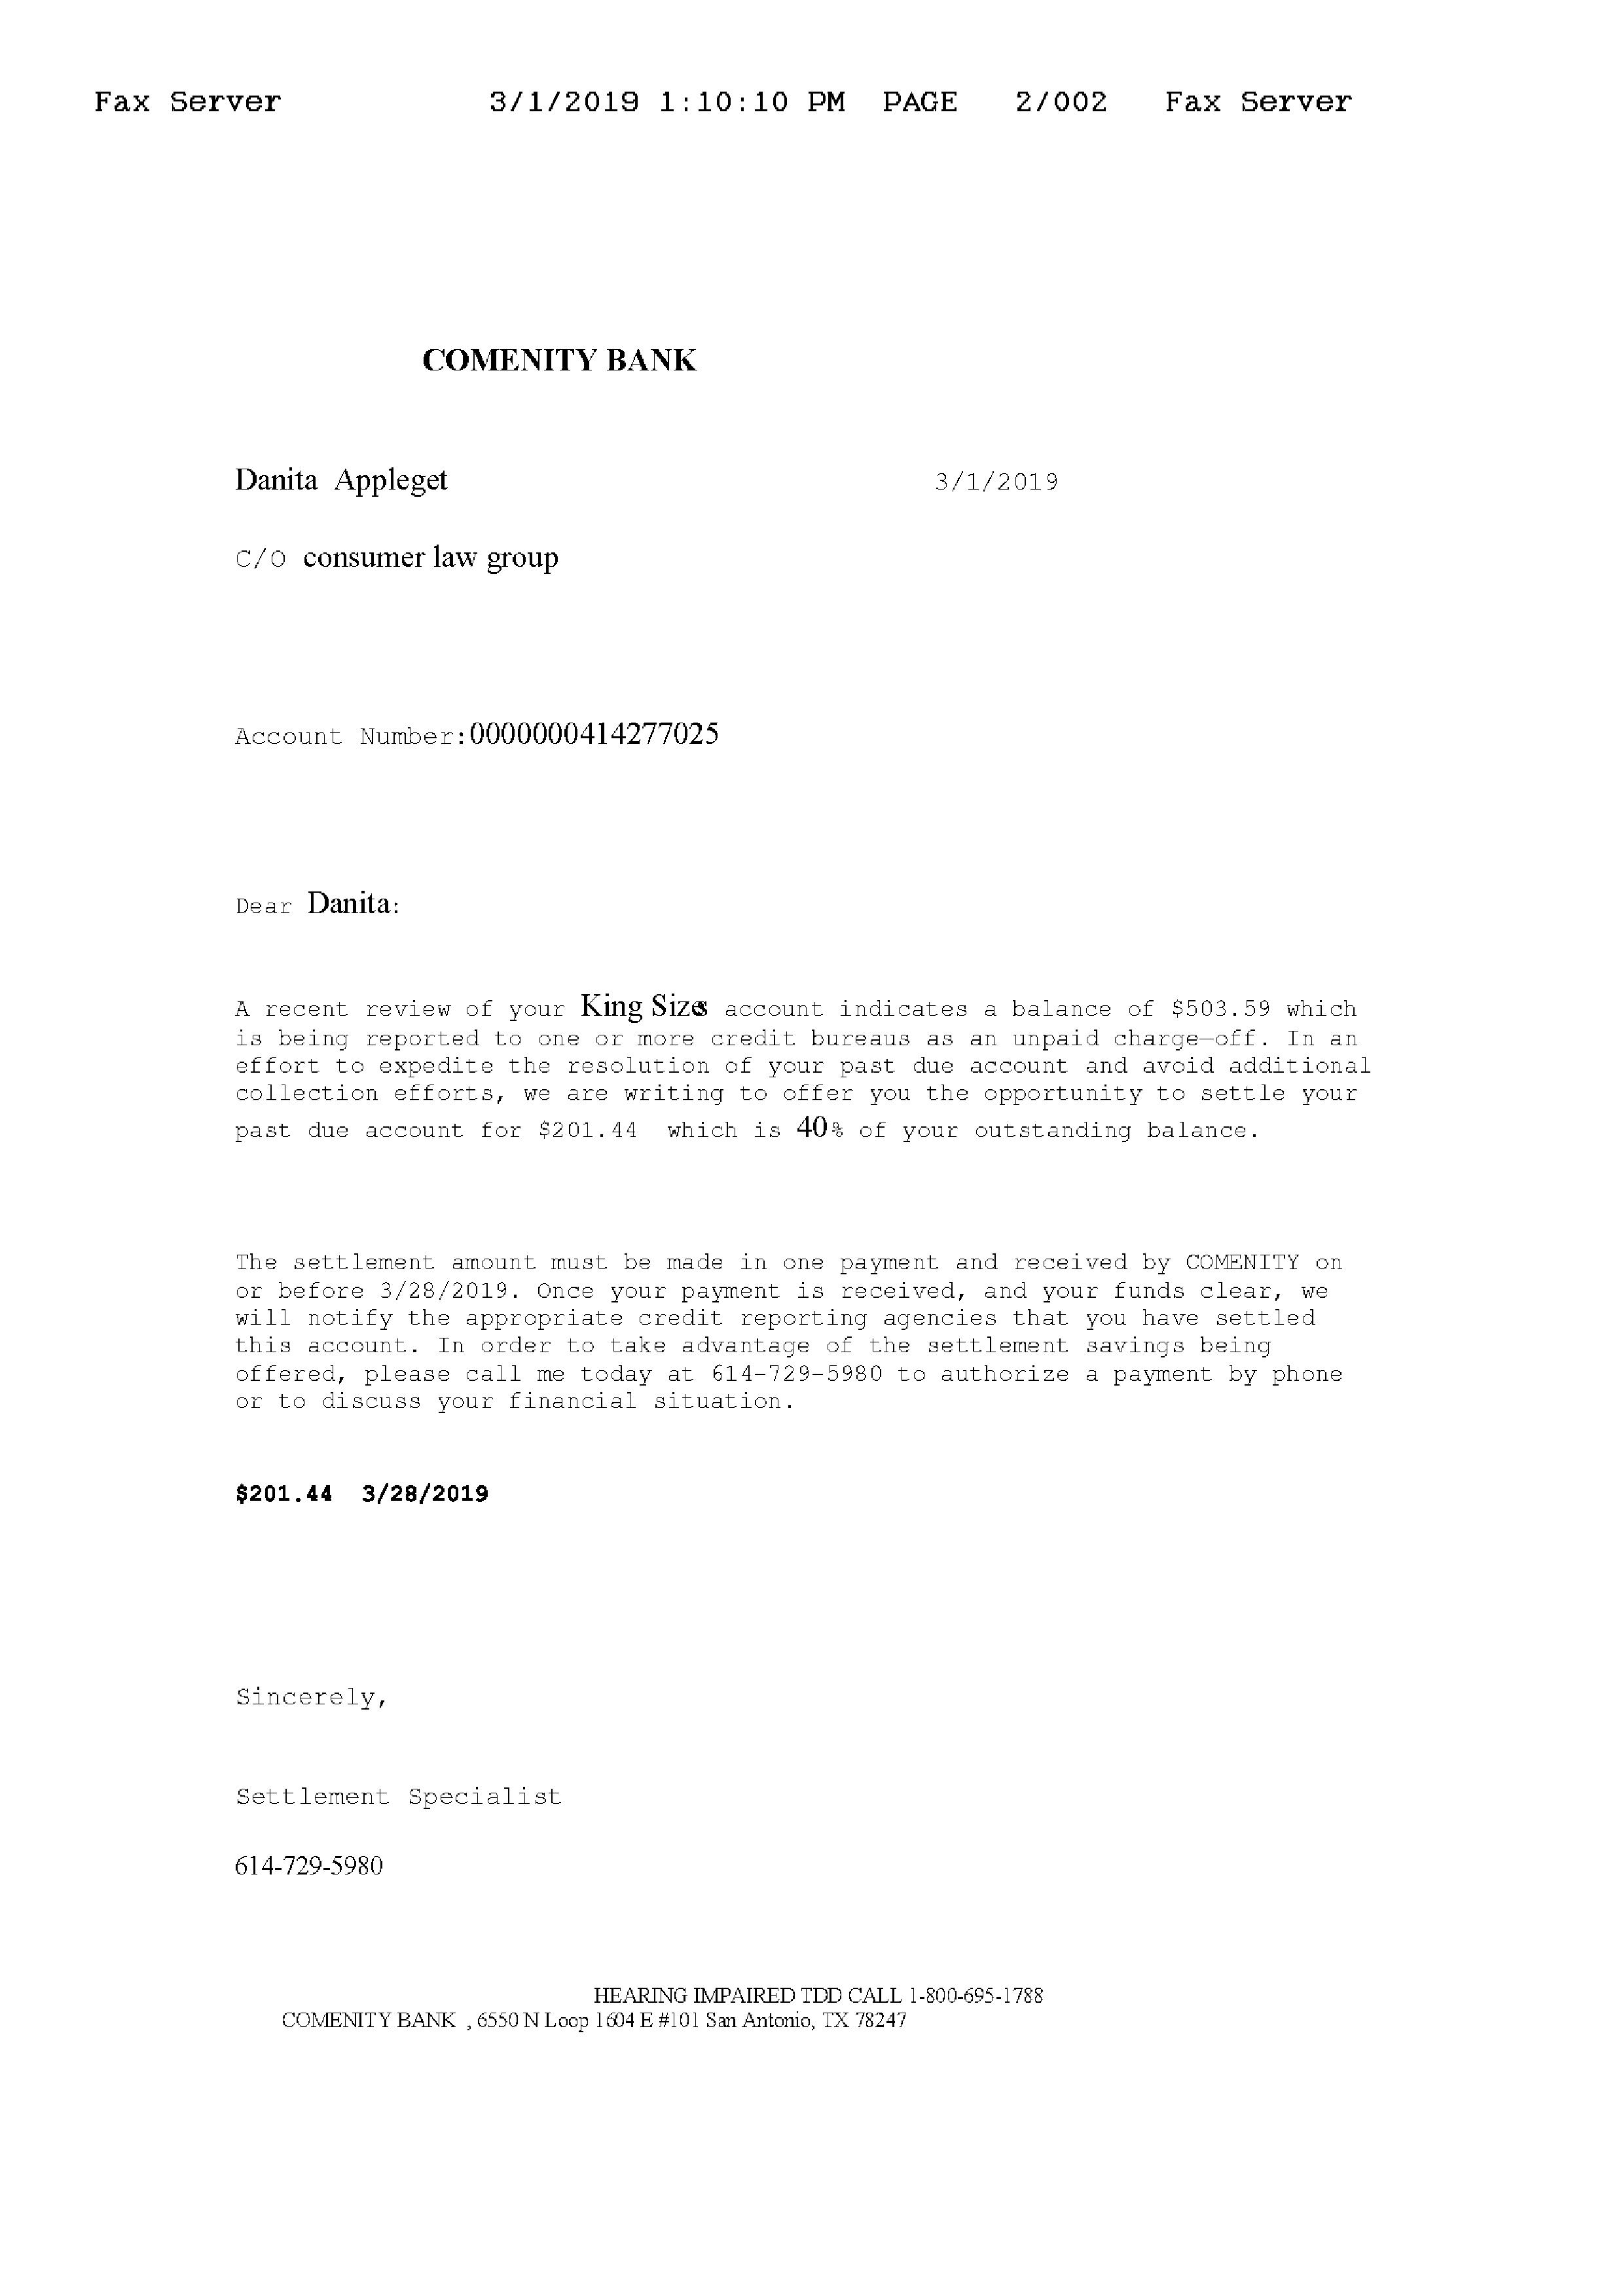 Fax Server 3/1/2019 1:10:10 PM PAGE 2/002 Fax Server
COMENITY BANK
Danita Appleget 3/1/2019
C/O consumer law group
Account Number:0000000414277025
Dear Danita:
A recent review of your King Sizes account indicates a balance of $503.59 which
is being reported to one or more credit bureaus as an unpaid charge-off. In an
effort to expedite the resolution of your past due account and avoid additional
collection efforts, we are writing to offer you the opportunity to settle your
past due account for $201.44 which is 40% of your outstanding balance.
The settlement amount must be made in one payment and received by COMENITY on
or before 3/28/2019. Once your payment is received, and your funds clear, we
will notify the appropriate credit reporting agencies that you have settled
this account. In order to take advantage of the settlement savings being
offered, please call me today at 614-729-5980 to authorize a payment by phone
or to discuss your financial situation.
$201.44 3/28/2019
Sincerely,
Settlement Specialist
614-729-5980
HEARING IMPAIRED TDD CALL 1-800-695-1788
COMENITY BANK , 6550 N Loop 1604 E #101 San Antonio, TX 78247